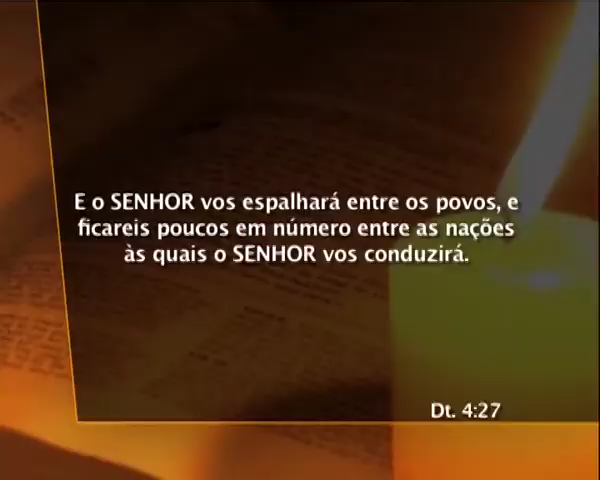 E o SENHOR vos espalhará entre os povos, e
ficareis poucos em número entre as nações
às quais o SENHOR vos conduzirá.
Dt. 4:27